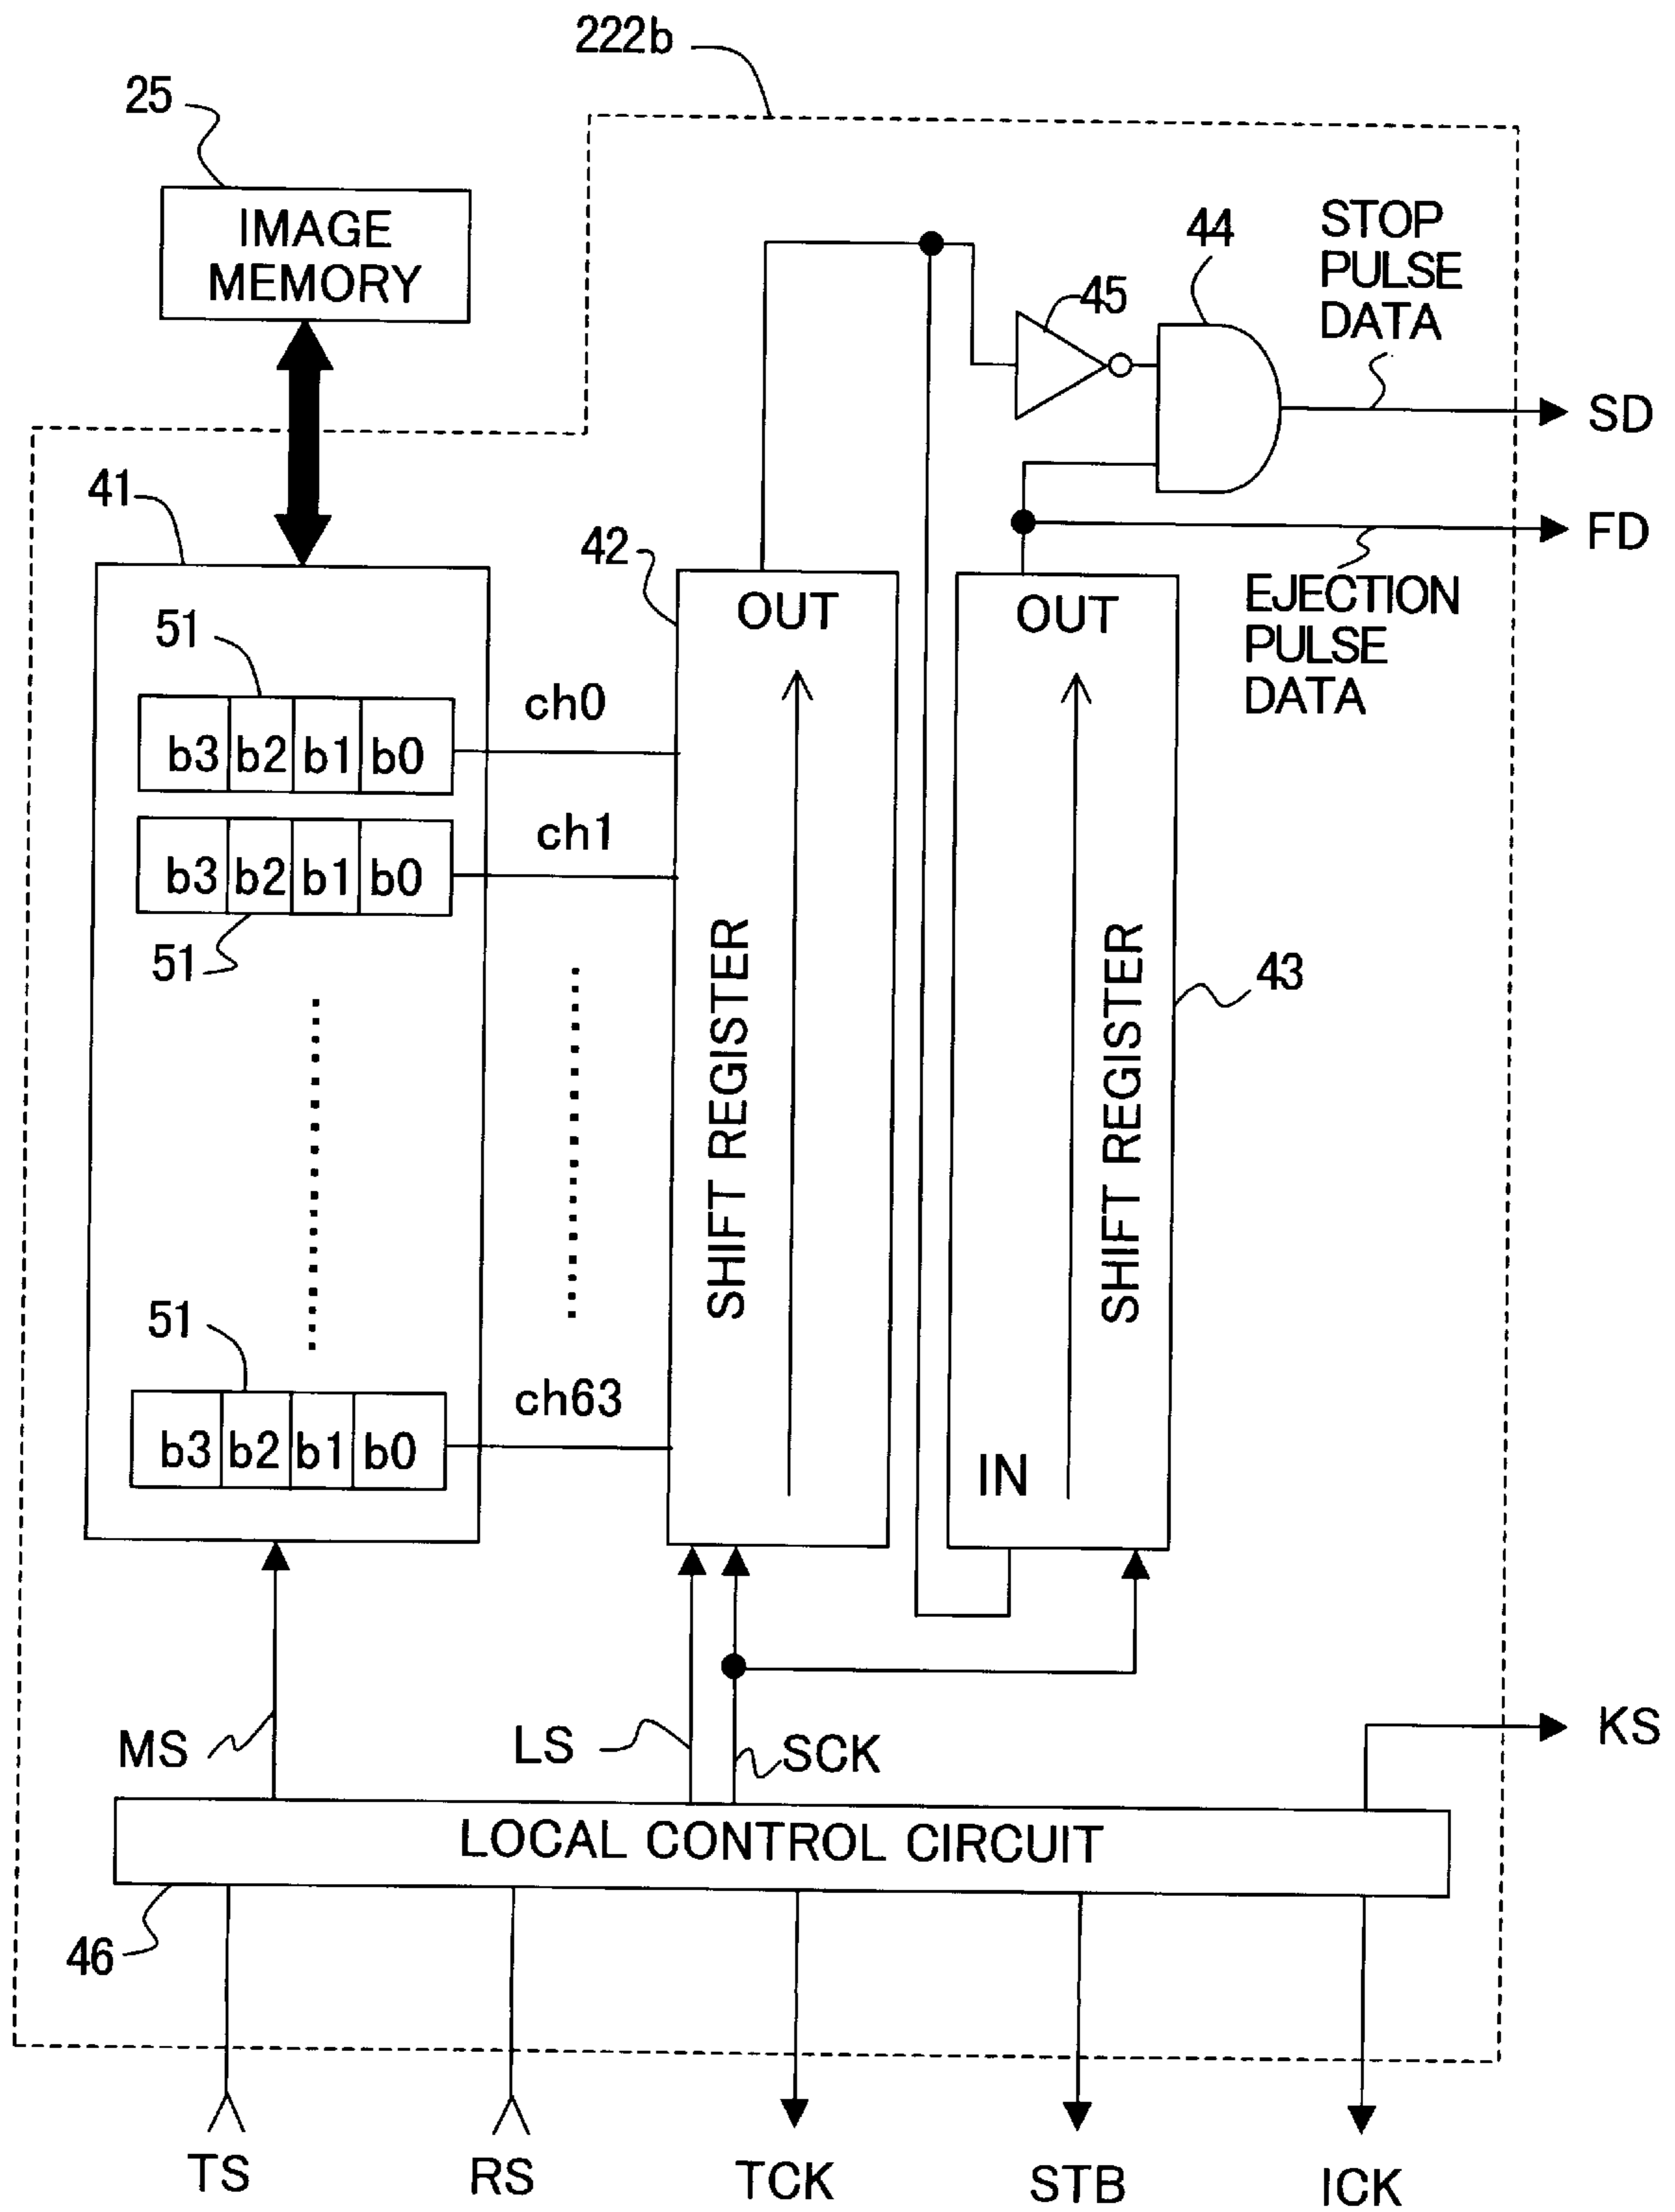 222b
25
IMAGE
MEMORY
44
STOP
PULSE
DATA
45
SD
41
42
FD
OUT
OUT
EJECTION
PULSE
DATA
51
ch0
b3 b2 b1 b0
ch1
b3 b2 b1 b0
51
SHIFT REGISTER
SHIFT REGISTER
43
51
ch63
b3 b2 b1 b0
IN
MS
LS
SCK
KS
LOCAL CONTROL CIRCUIT
46
TS
RS
TCK
STB
ICK